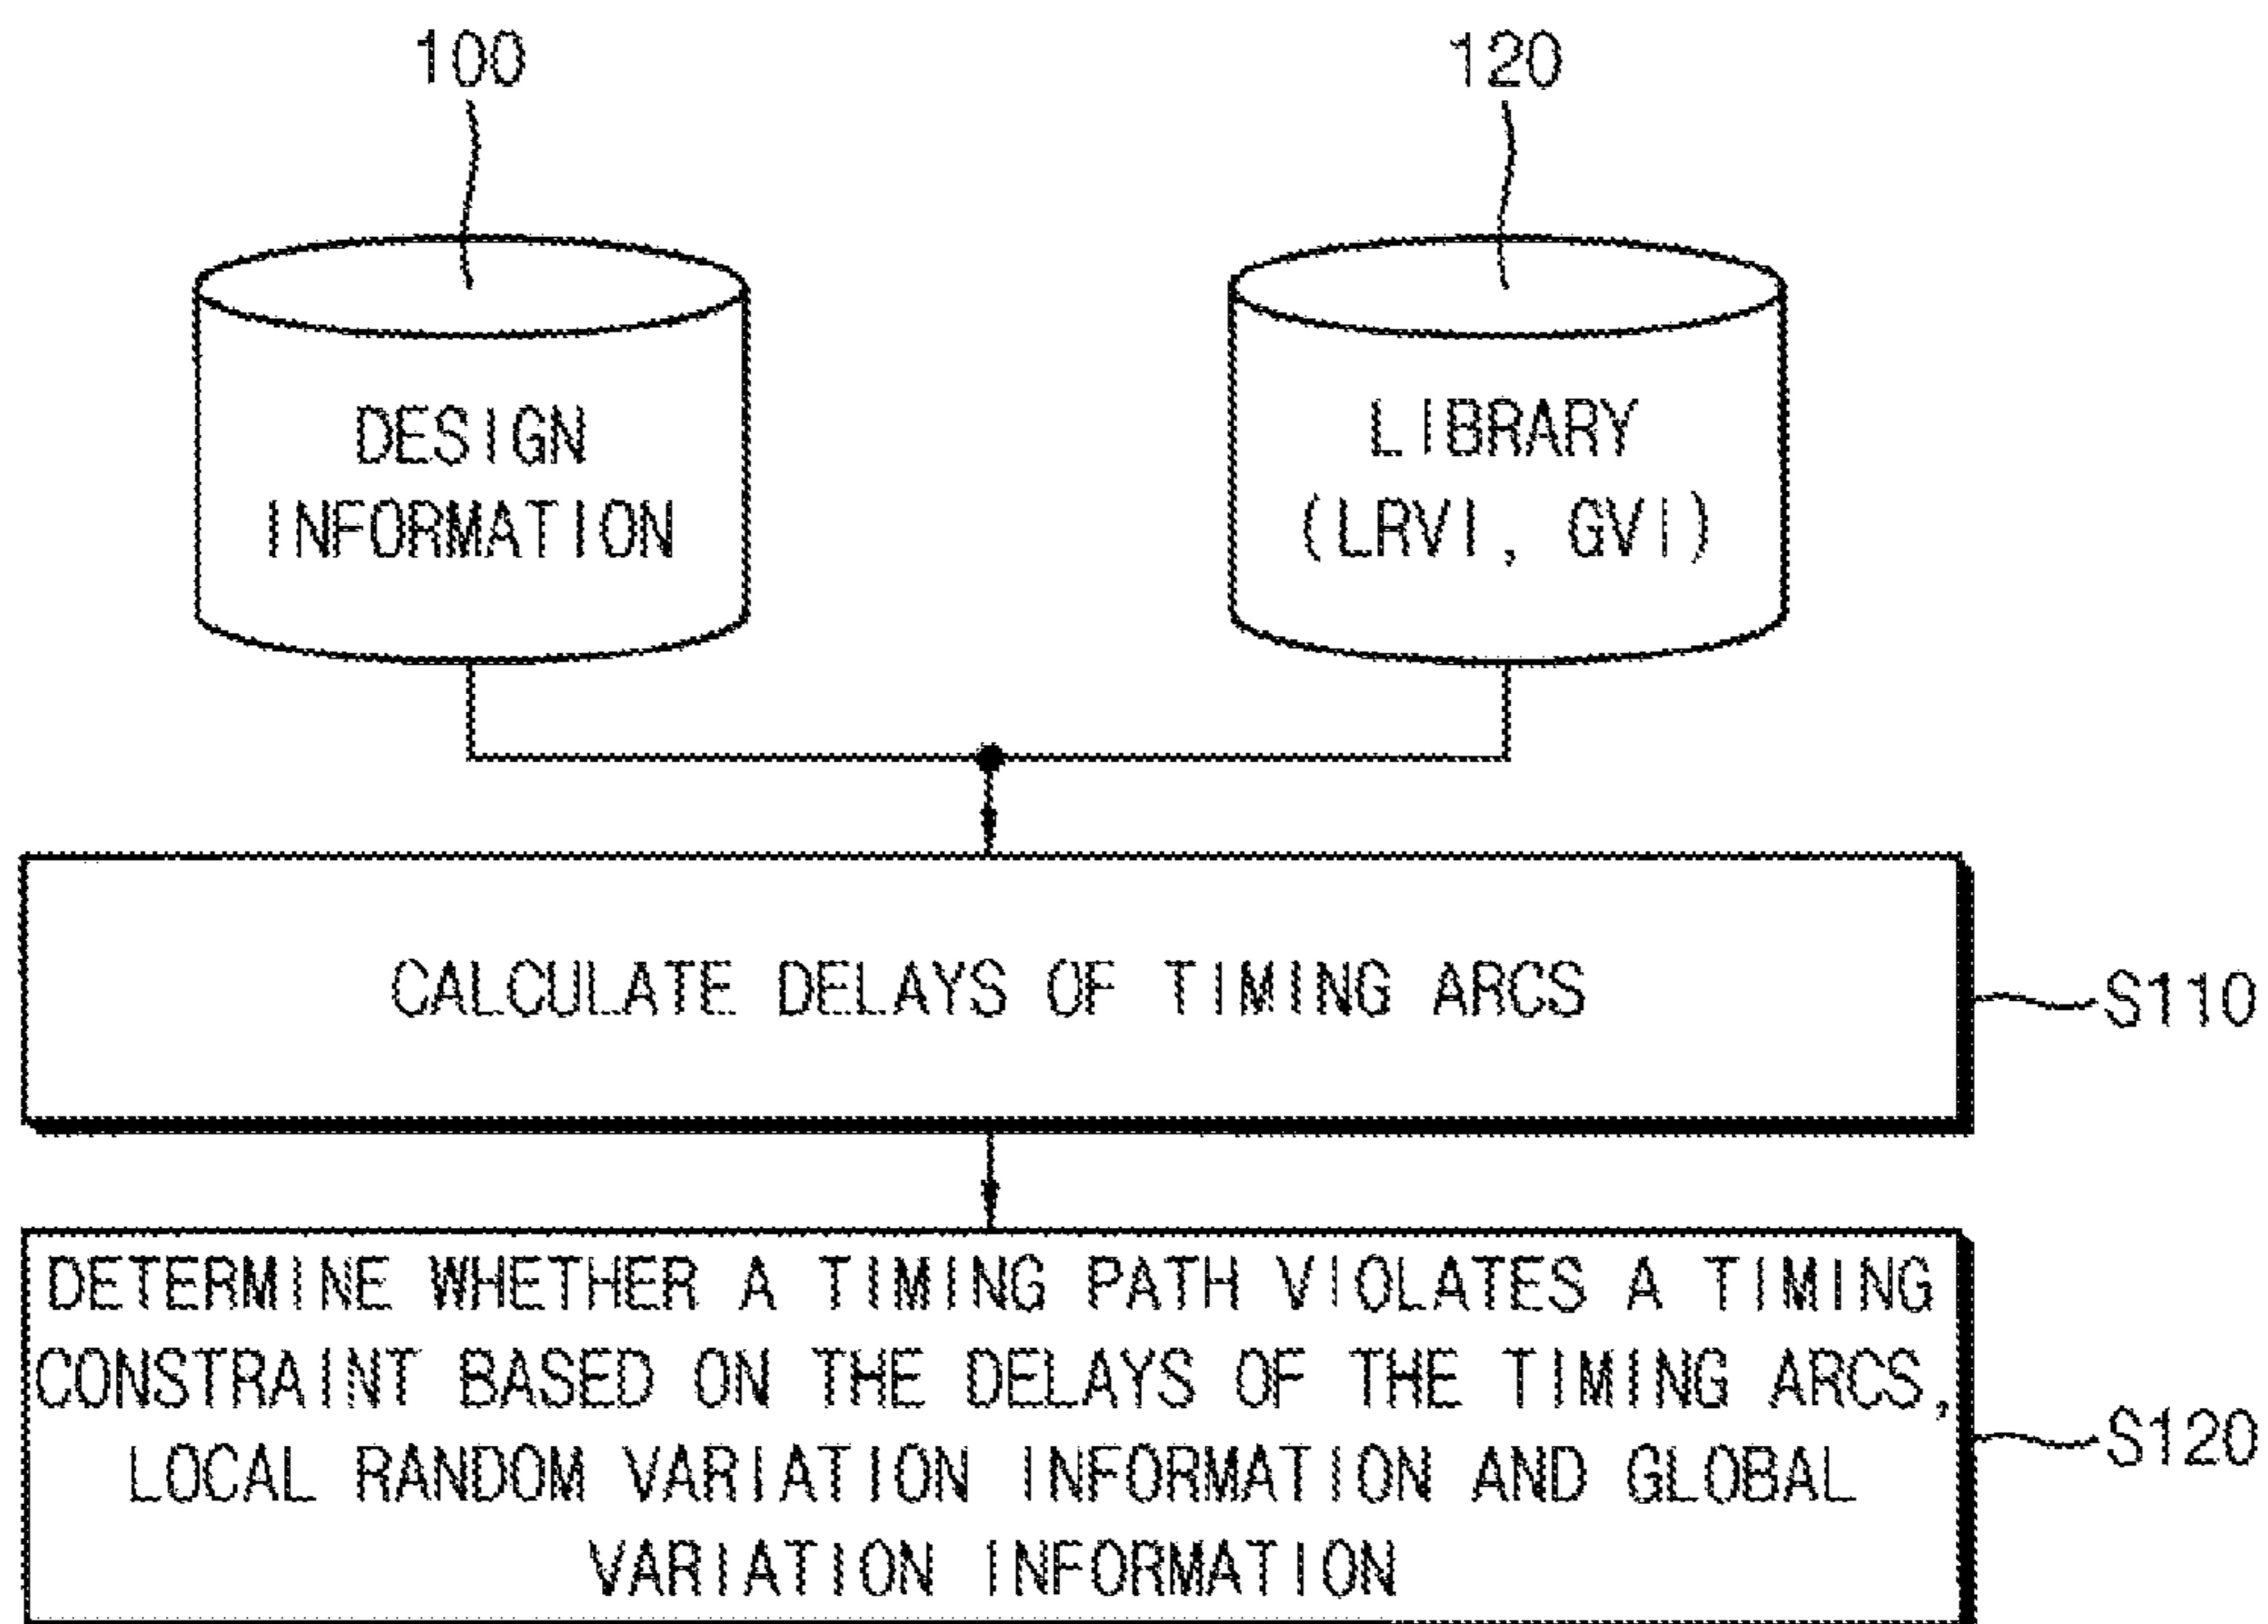 100
120
DESIGN
INFORMATION
LIBRARY
(LRVI, GVI)
CALCULATE DELAYS OF TIMING ARCS
S110
DETERMINE WHETHER A TIMING PATH VIOLATES A TIMING
CONSTRAINT BASED ON THE DELAYS OF THE TIMING ARCS,
LOCAL RANDOM VARIATION INFORMATION AND GLOBAL
VARIATION INFORMATION
S120